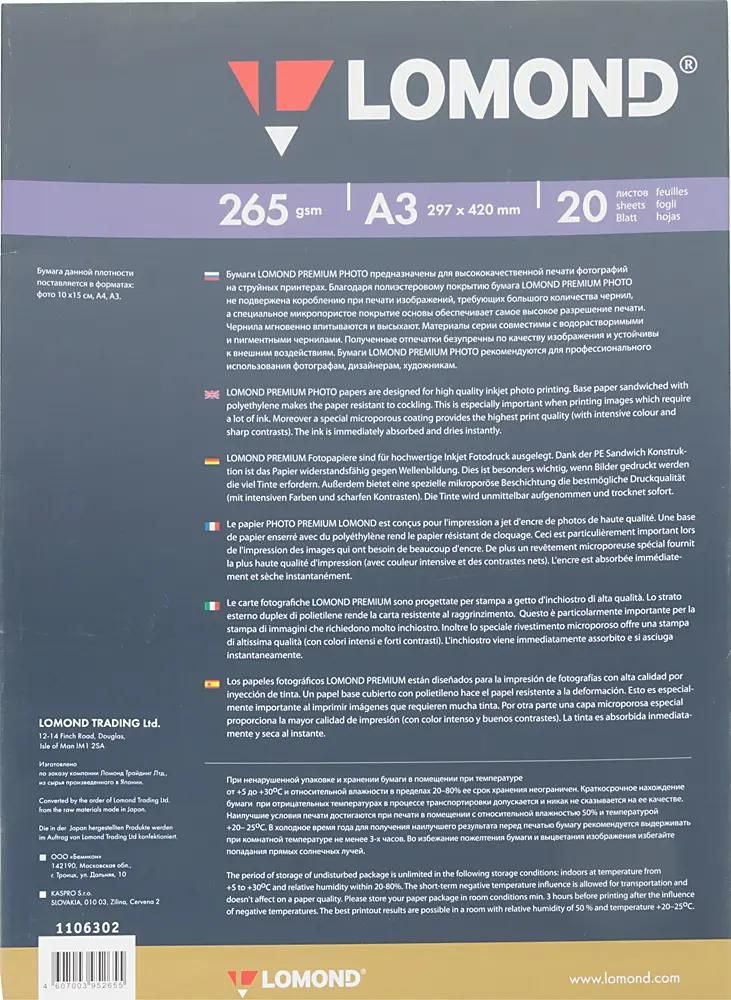 LOMOND®
265 gsm
A3 297 x 420 mm
20 листов feuilles
sheets fogli
Blatt hojas
Бумага данной плотности
поставляется в форматах:
фото 10 x15 см, А4, А3.
Бумаги LOMOND PREMIUM PHOTO предназначены для высококачественной печати фотографий
на струйных принтерах. Благодаря полиэстеровому покрытию бумага LOMOND PREMIUM PHOTO
не подвержена короблению при печати изображений, требующих большого количества чернил,
а специальное микропористое покрытие основы обеспечивает самое высокое разрешение печати.
Чернила мгновенно впитываются и высыхают. Материалы серии совместимы с водорастворимыми
и пигментными чернилами. Полученные отпечатки безупречны по качеству изображения и устойчивы
к внешним воздействиям. Бумаги LOMOND PREMIUM PHOTO рекомендуются для профессионального
использования фотографам, дизайнерам, художникам.
LOMOND PREMIUM PHOTO papers are designed for high quality inkjet photo printing. Base paper sandwiched with
polyethylene makes the paper resistant to cockling. This is especially important when printing images which require
a lot of ink. Moreover a special microporous coating provides the highest print quality (with intensive colour and
sharp contrasts). The ink is immediately absorbed and dries instantly.
LOMOND PREMIUM Fotopapiere sind für hochwertige Inkjet Fotodruck ausgelegt. Dank der PE Sandwich Konstruk-
tion ist das Papier widerstandsfähig gegen Wellenbildung. Dies ist besonders wichtig, wenn Bilder gedruckt werden
die viel Tinte erfordern. Außerdem bietet eine spezielle mikroporöse Beschichtung die bestmögliche Druckqualität
(mit intensiven Farben und scharfen Kontrasten). Die Tinte wird unmittelbar aufgenommen und trocknet sofort.
Le papier PHOTO PREMIUM LOMOND est conçus pour l'impression a jet d'encre de photos de haute qualité. Une base
de papier enserré avec du polyéthylène rend le papier résistant de cloquage. Ceci est particulièrement important lors
de l'impression des images qui ont besoin de beaucoup d'encre. De plus un revêtement microporeuse spécial fournit
la plus haute qualité d'impression (avec couleur intensive et des contrastes nets). L'encre est absorbée immédiate-
ment et sèche instantanément.
Le carte fotografiche LOMOND PREMIUM sono progettate per stampa a getto d'inchiostro di alta qualità. Lo strato
esterno duplex di polietilene rende la carta resistente al raggrinzimento. Questo è particolarmente importante per la
stampa di immagini che richiedono molto inchiostro. Inoltre lo speciale rivestimento microporoso offre una stampa
di altissima qualità (con colori intensi e forti contrasti). L'inchiostro viene immediatamente assorbito e si asciuga
instantaneamente.
Los papeles fotográficos LOMOND PREMIUM están diseñados para la impresión de fotografías con alta calidad por
inyección de tinta. Un papel base cubierto con polietileno hace el papel resistente a la deformación. Esto es especial-
mente importante al imprimir imágenes que requieren mucha tinta. Por otra parte una capa microporosa especial
proporciona la mayor calidad de impresión (con color intenso y buenos contrastes). La tinta es absorbida inmediata-
mente y seca al instante.
LOMOND TRADING Ltd.
12-14 Finch Road, Douglas,
Isle of Man IM1 2SA
Изготовлено
по заказу компании Ломонд Трэйдинг Лтд.,
из сырья произведенного в Японии.
Converted by the order of Lomond Trading Ltd.
from the raw materials made in Japan.
Die in der Japan hergestellten Produkte werden
im Auftrag von Lomond Trading Ltd konfektioniert.
ООО «Бемикон»
142190, Московская обл.,
г. Троицк, ул. Дальняя, 10
KASPRO S.r.o.
SLOVAKIA, 010 03, Zilina, Cervena 2
При ненарушенной упаковке и хранении бумаги в помещении при температуре
от +5 до +30ºC и относительной влажности в пределах 20–80% ее срок хранения неограничен. Краткосрочное нахождение
бумаги при отрицательных температурах в процессе транспортировки допускается и никак не сказывается на ее качестве.
Наилучшие условия печати достигаются при печати в помещении с относительной влажностью 50% и температурой
+20– 25ºC. В холодное время года для получения наилучшего результата перед печатью бумагу рекомендуется выдерживать
при комнатной температуре не менее 3-х часов. Во избежание пожелтения бумаги и выцветания изображения избегайте
попадания прямых солнечных лучей.
The period of storage of undisturbed package is unlimited in the following storage conditions: indoors at temperature from
+5 to +30ºC and relative humidity within 20-80%. The short-term negative temperature influence is allowed for transportation and
doesn't affect on a paper quality. Please store your paper package in room conditions min. 3 hours before printing after the influence
of negative temperatures. The best printout results are possible in a room with relative humidity of 50 % and temperature +20–25ºC.
1106302
4 607003 952655
LOMOND®
www.lomond.com